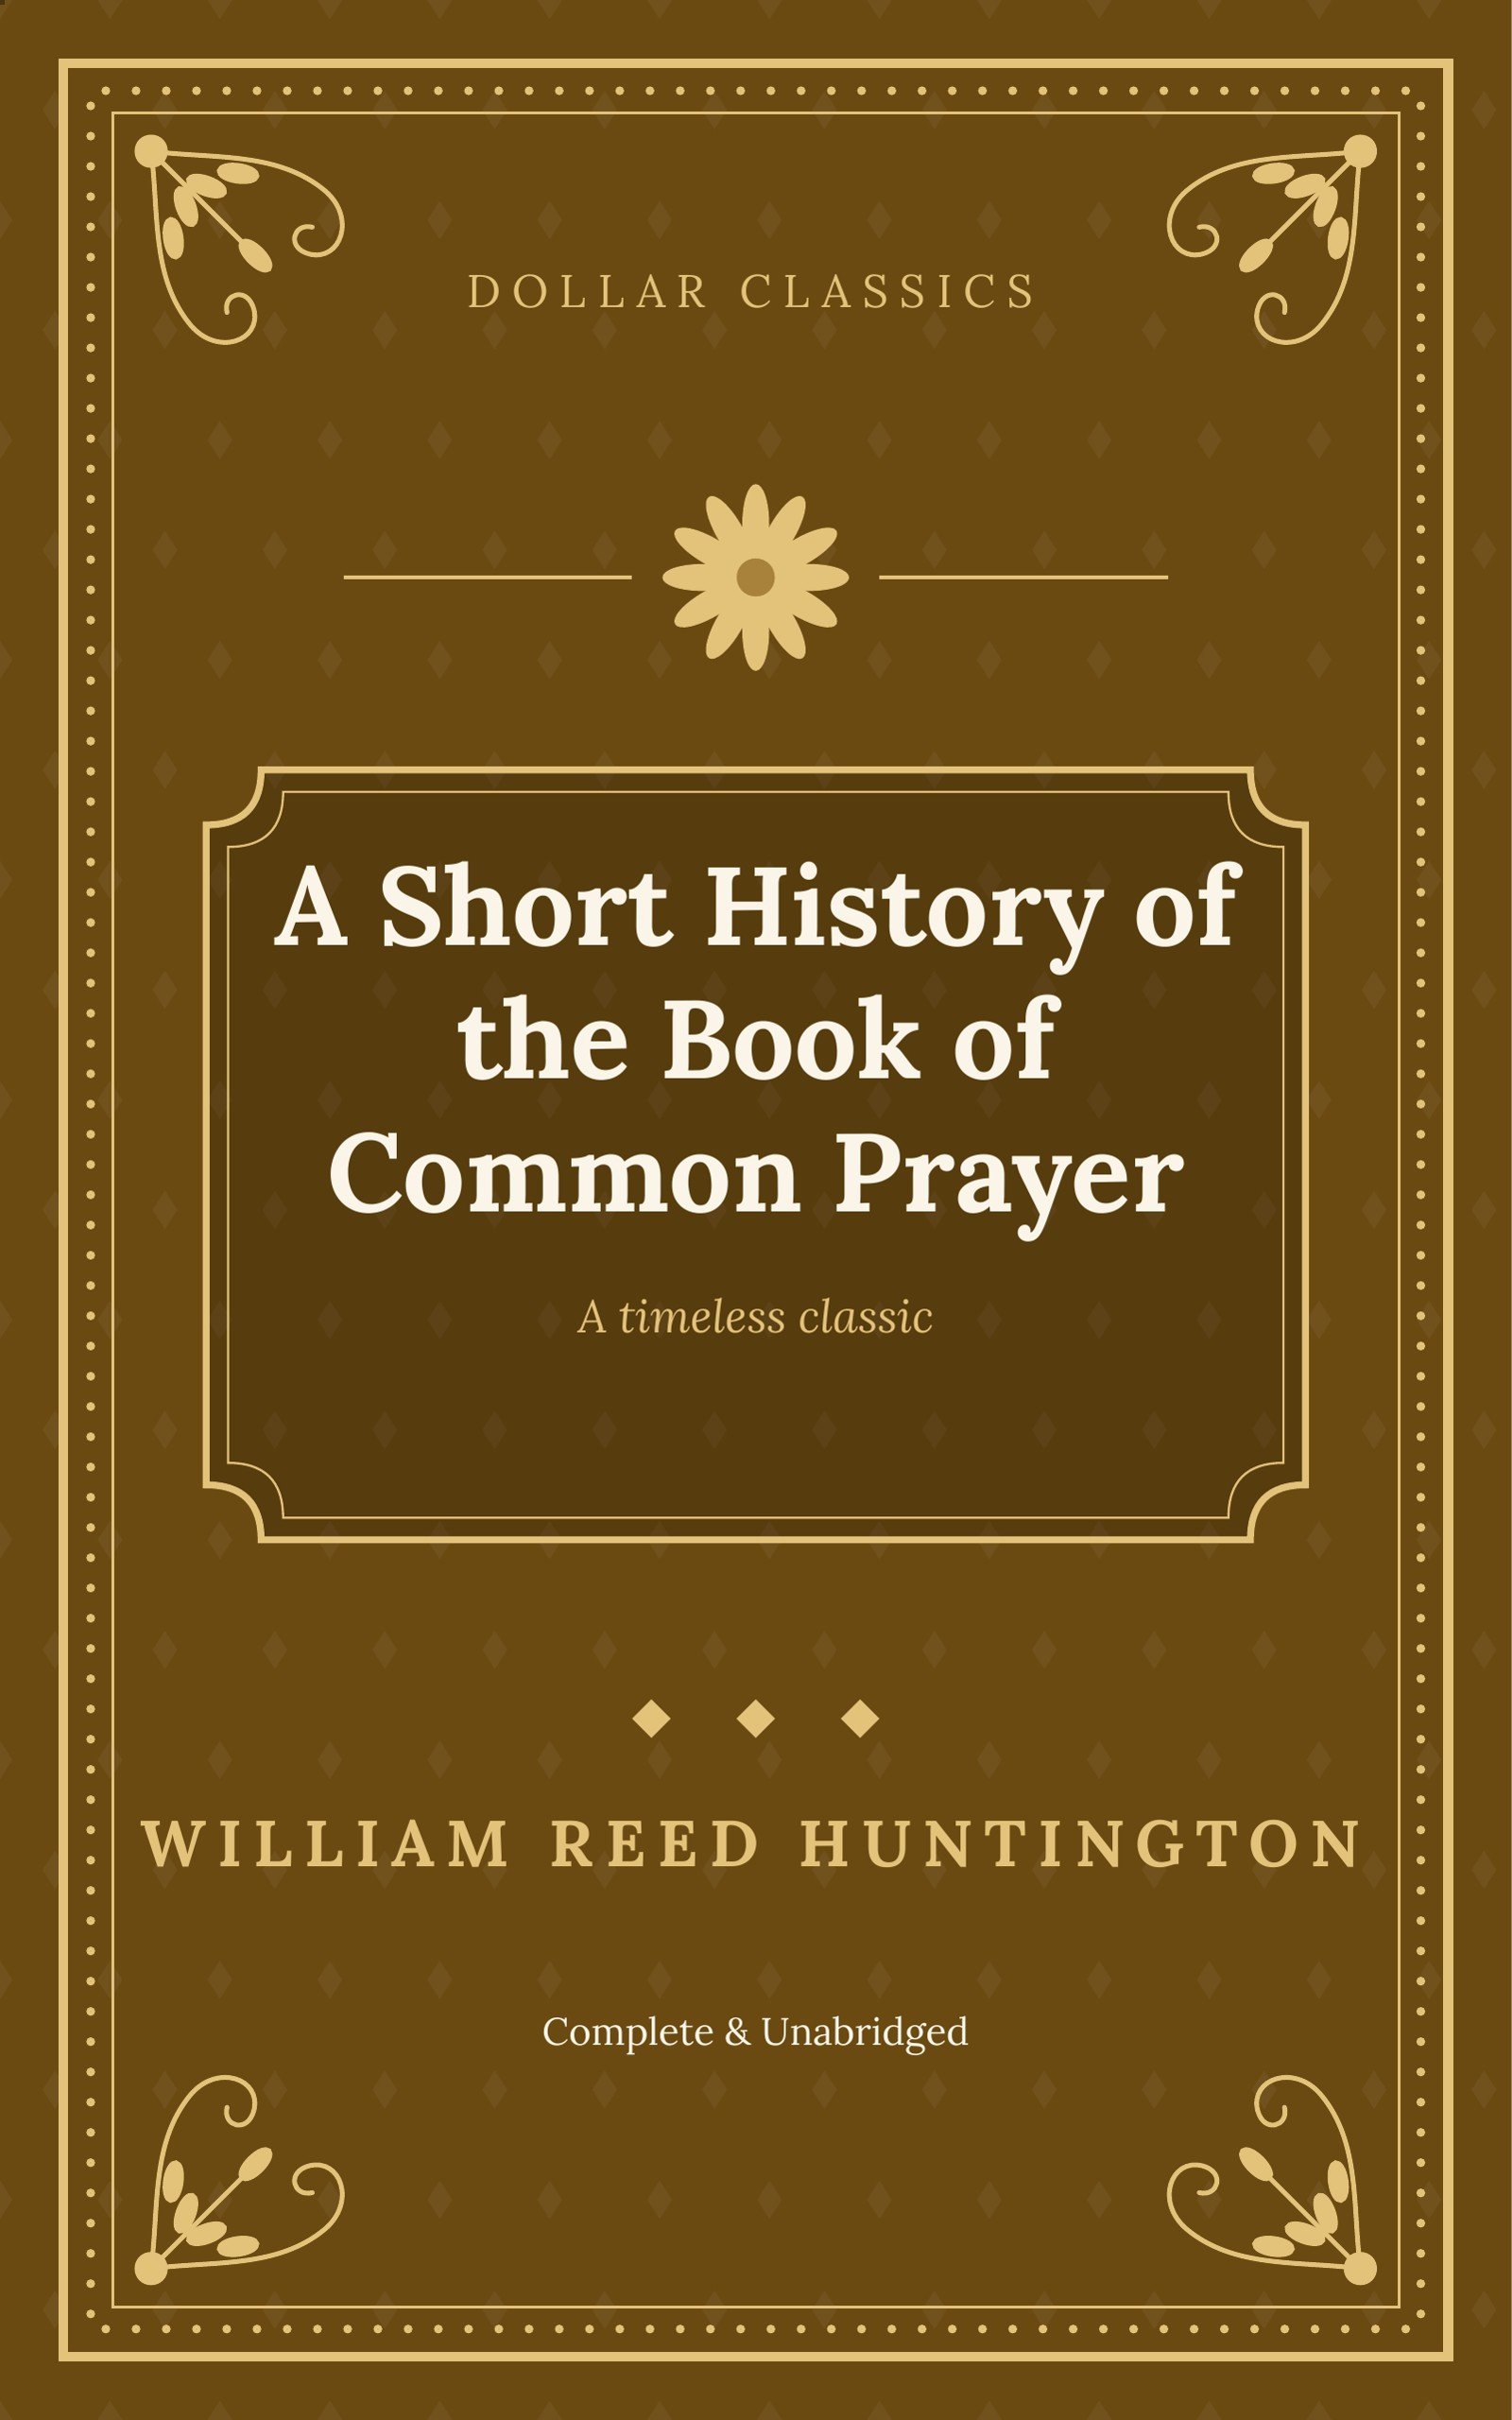 DOLLAR CLASSICS
A Short History of
the Book of
Common Prayer
A timeless classic
WILLIAM REED HUNTINGTON
Complete & Unabridged